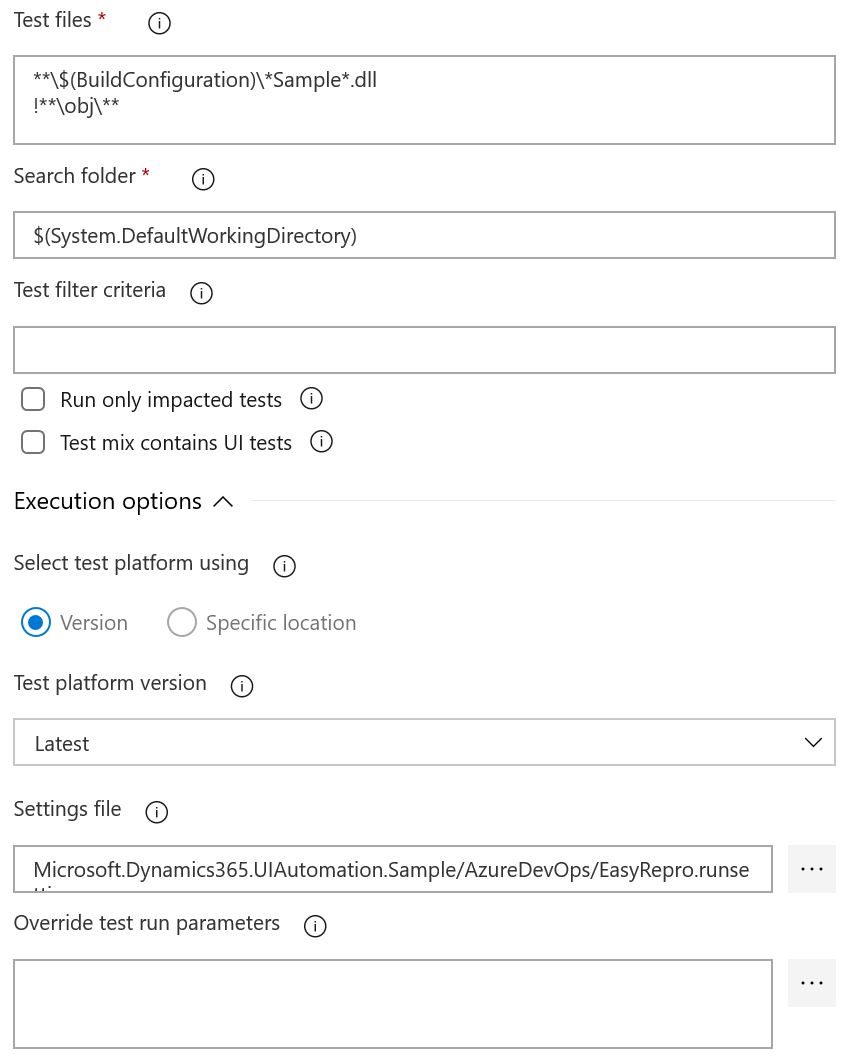 Test files *
**\$(BuildConfiguration)\*Sample*.dll
!**\obj\**
Search folder *
$(System.DefaultWorkingDirectory)
Test filter criteria
Run only impacted tests
Test mix contains UI tests
Execution options
Select test platform using
Version Specific location
Test platform version
Latest
Settings file
Microsoft.Dynamics365.UIAutomation.Sample/AzureDevOps/EasyRepro.runse
Override test run parameters